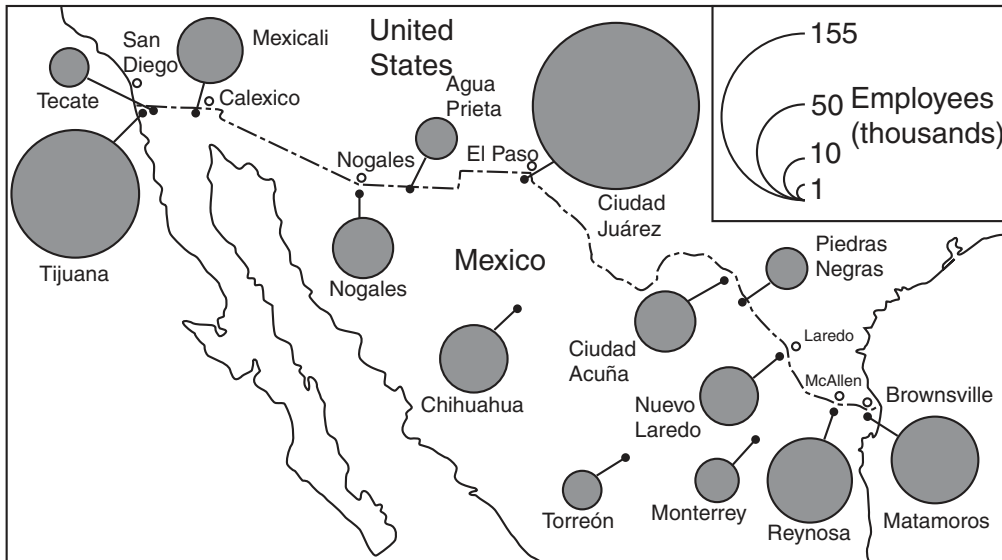 United
States
155
50
10
1
Employees
(thousands)
San
Diego
Mexicali
Tecate
Calexico
Agua
Prieta
Nogales
El Paso
Ciudad
Juárez
Tijuana
Nogales
Mexico
Piedras
Negras
Ciudad
Acuña
Laredo
Chihuahua
McAllen
Brownsville
Nuevo
Laredo
Torreón
Monterrey
Reynosa
Matamoros